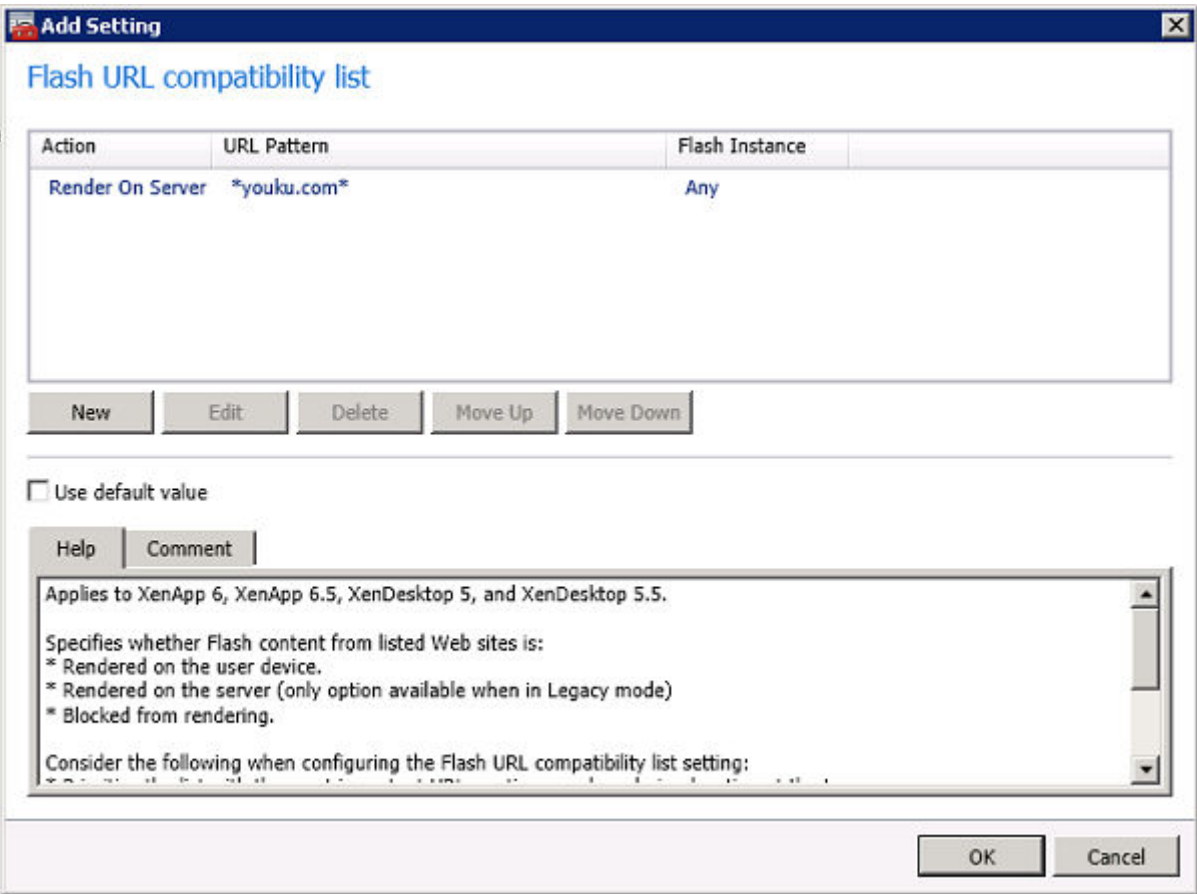 Add Setting
Flash URL compatibility list
Action URL Pattern Flash Instance
Render On Server *youku.com* Any
New Edit Delete Move Up Move Down
Use default value
Help Comment
Applies to XenApp 6, XenApp 6.5, XenDesktop 5, and XenDesktop 5.5.
Specifies whether Flash content from listed Web sites is:
* Rendered on the user device.
* Rendered on the server (only option available when in Legacy mode)
* Blocked from rendering.
Consider the following when configuring the Flash URL compatibility list setting:
OK Cancel